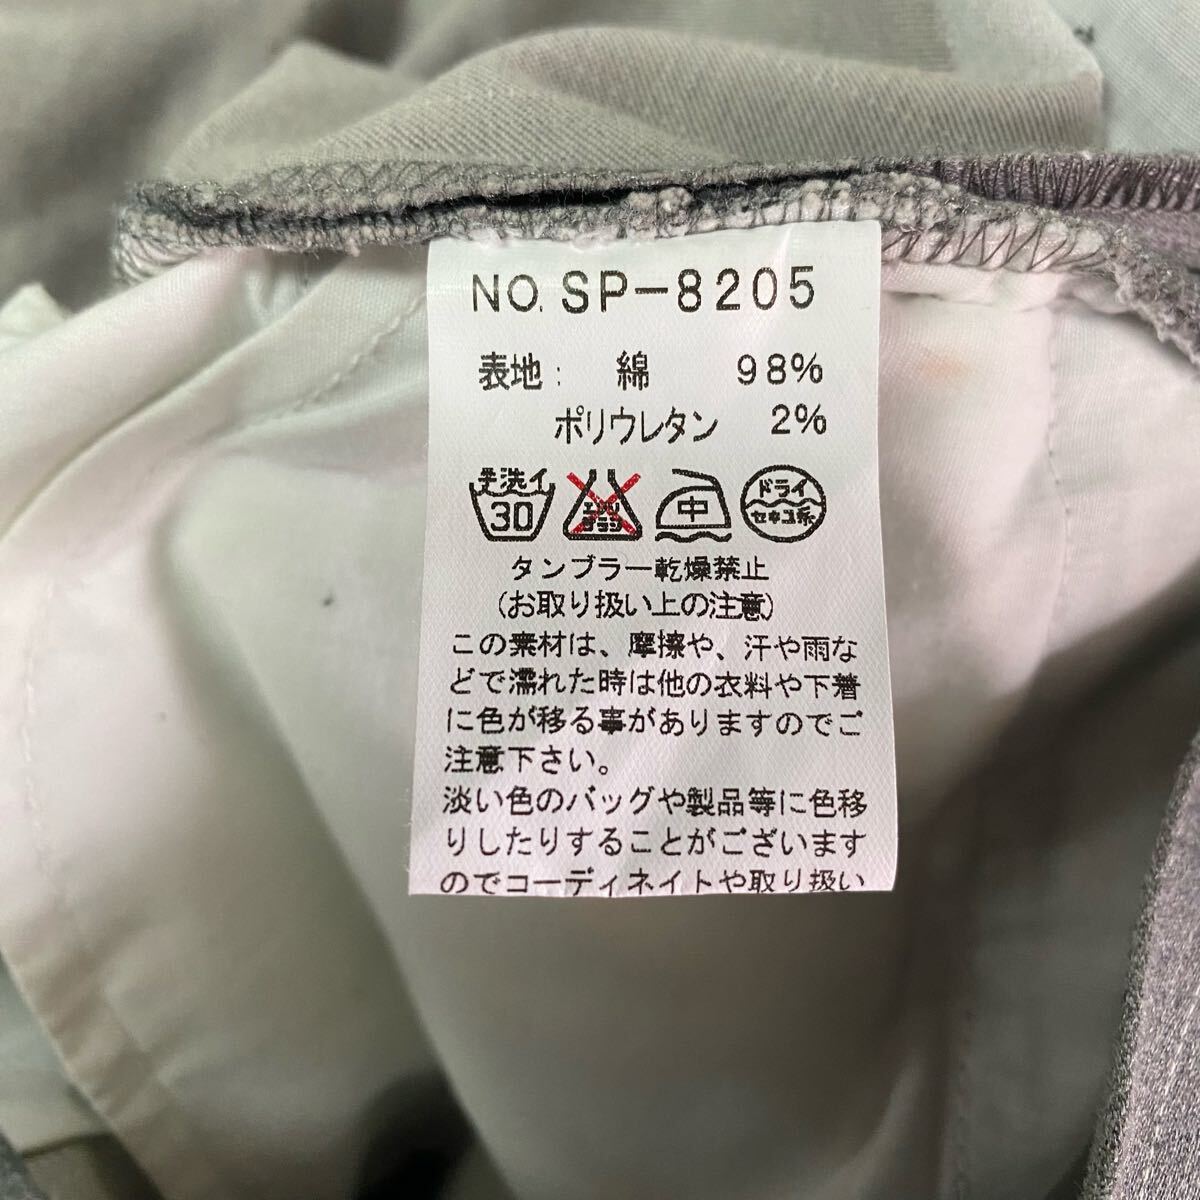 NO. SP-8205
表地: 綿 98%
ポリウレタン 2%
手洗イ 30 エンソ サラシ 中 ドライ セキユ系
タンブラー乾燥禁止
(お取り扱い上の注意)
この素材は、摩擦や、汗や雨な
どで濡れた時は他の衣料や下着
に色が移る事がありますのでご
注意下さい。
淡い色のバッグや製品等に色移
りしたりすることがございます
のでコーディネイトや取り扱い